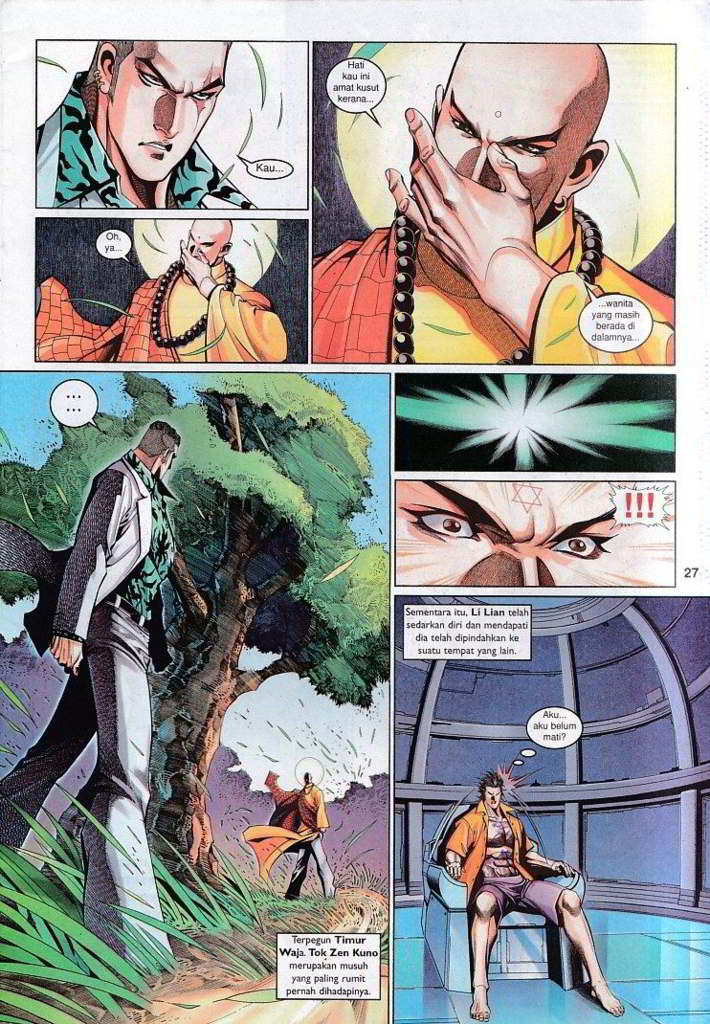 Kau...
Hati
kau ini
amat kusut
kerana...
...wanita
yang masih
berada di
dalamnya...
Oh,
ya...
...
...
!!!
27
Terpegun Timur
Waja. Tok Zen Kuno
merupakan musuh
yang paling rumit
pernah dihadapinya.
Sementara itu, Li Lian telah
sedarkan diri dan mendapati
dia telah dipindahkan ke
suatu tempat yang lain.
Aku...
aku belum
mati?